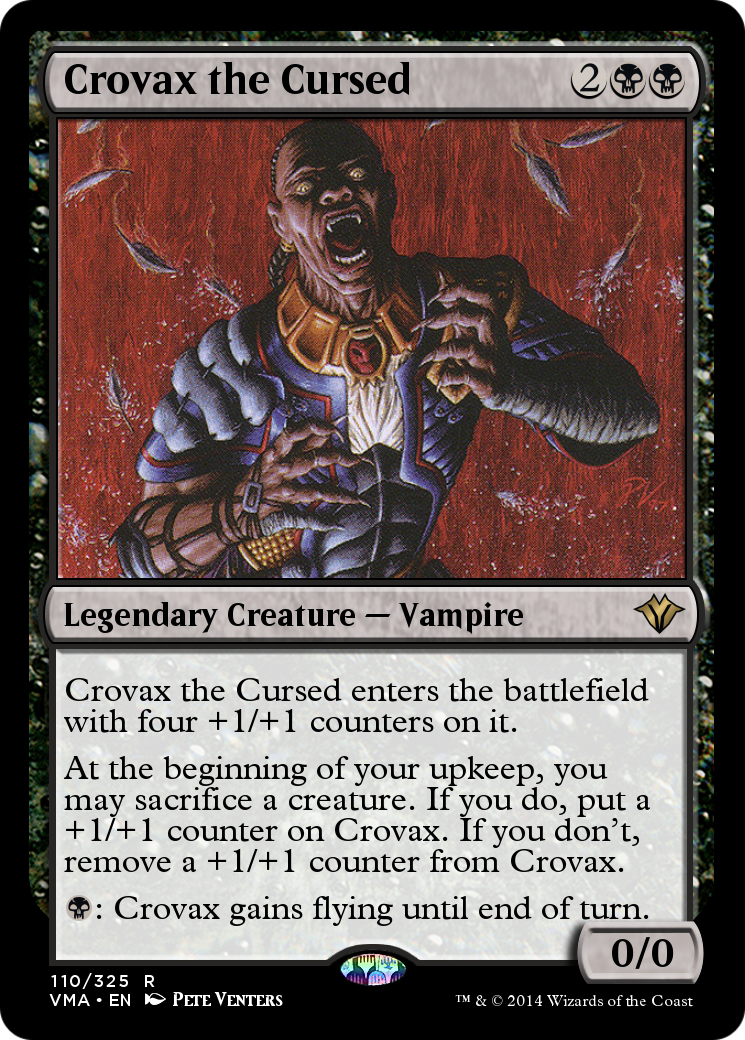 Crovax the Cursed 2
Legendary Creature — Vampire
Crovax the Cursed enters the battlefield
with four +1/+1 counters on it.
At the beginning of your upkeep, you
may sacrifice a creature. If you do, put a
+1/+1 counter on Crovax. If you don't,
remove a +1/+1 counter from Crovax.
: Crovax gains flying until end of turn.
0/0
110/325 R
VMA • EN PETE VENTERS
™ & © 2014 Wizards of the Coast